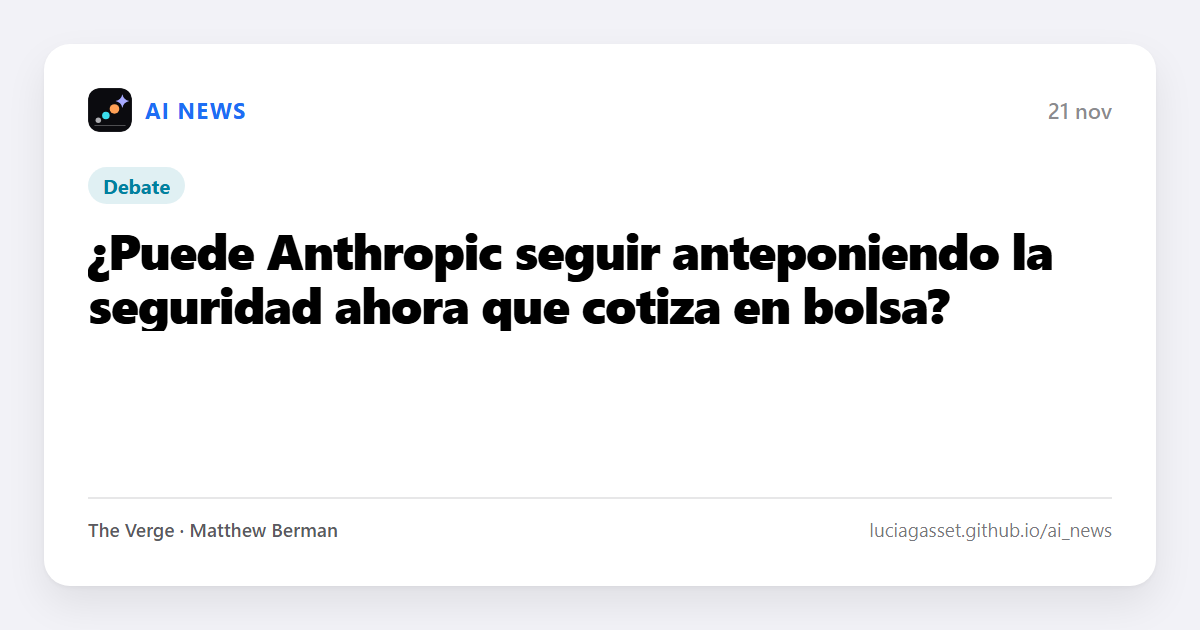 AI NEWS
21 nov
Debate
¿Puede Anthropic seguir anteponiendo la
seguridad ahora que cotiza en bolsa?
The Verge · Matthew Berman
luciagasset.github.io/ai_news